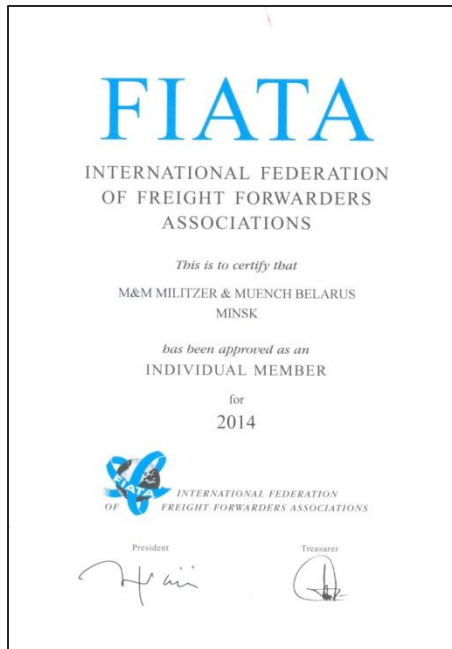 FIATA
INTERNATIONAL FEDERATION
OF FREIGHT FORWARDERS
ASSOCIATIONS
This is to certify that
M&M MILITZER & MUENCH BELARUS
MINSK
has been approved as an
INDIVIDUAL MEMBER
for
2014
FIATA
INTERNATIONAL FEDERATION
OF FREIGHT FORWARDERS ASSOCIATIONS
President Treasurer